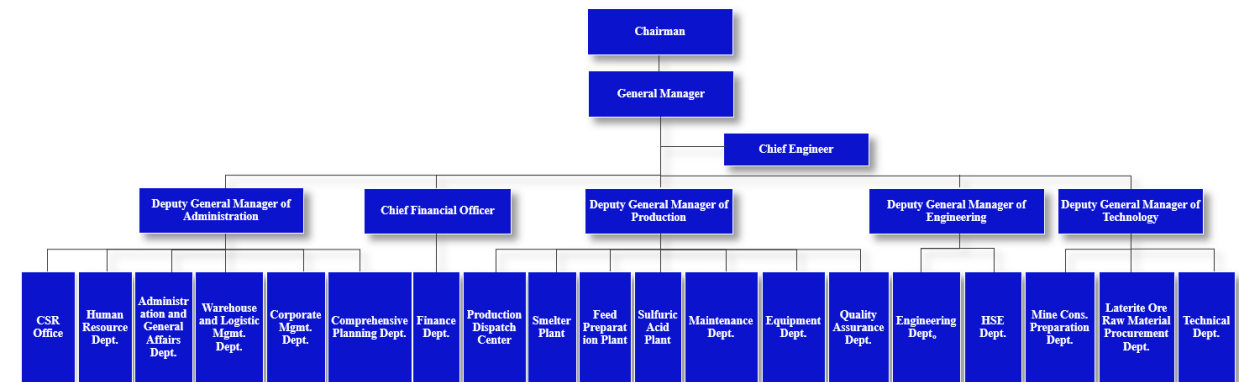 Chairman
General Manager
Chief Engineer
Deputy General Manager of
Administration
Chief Financial Officer
Deputy General Manager of
Production
Deputy General Manager of
Engineering
Deputy General Manager of
Technology
CSR
Office
Human
Resource
Dept.
Administr
ation and
General
Affairs
Dept.
Warehouse
and Logistic
Mgmt.
Dept.
Corporate
Mgmt.
Dept.
Comprehensive
Planning Dept.
Finance
Dept.
Production
Dispatch
Center
Smelter
Plant
Feed
Preparat
ion Plant
Sulfuric
Acid
Plant
Maintenance
Dept.
Equipment
Dept.
Quality
Assurance
Dept.
Engineering
Dept。
HSE
Dept.
Mine Cons.
Preparation
Dept.
Laterite Ore
Raw Material
Procurement
Dept.
Technical
Dept.